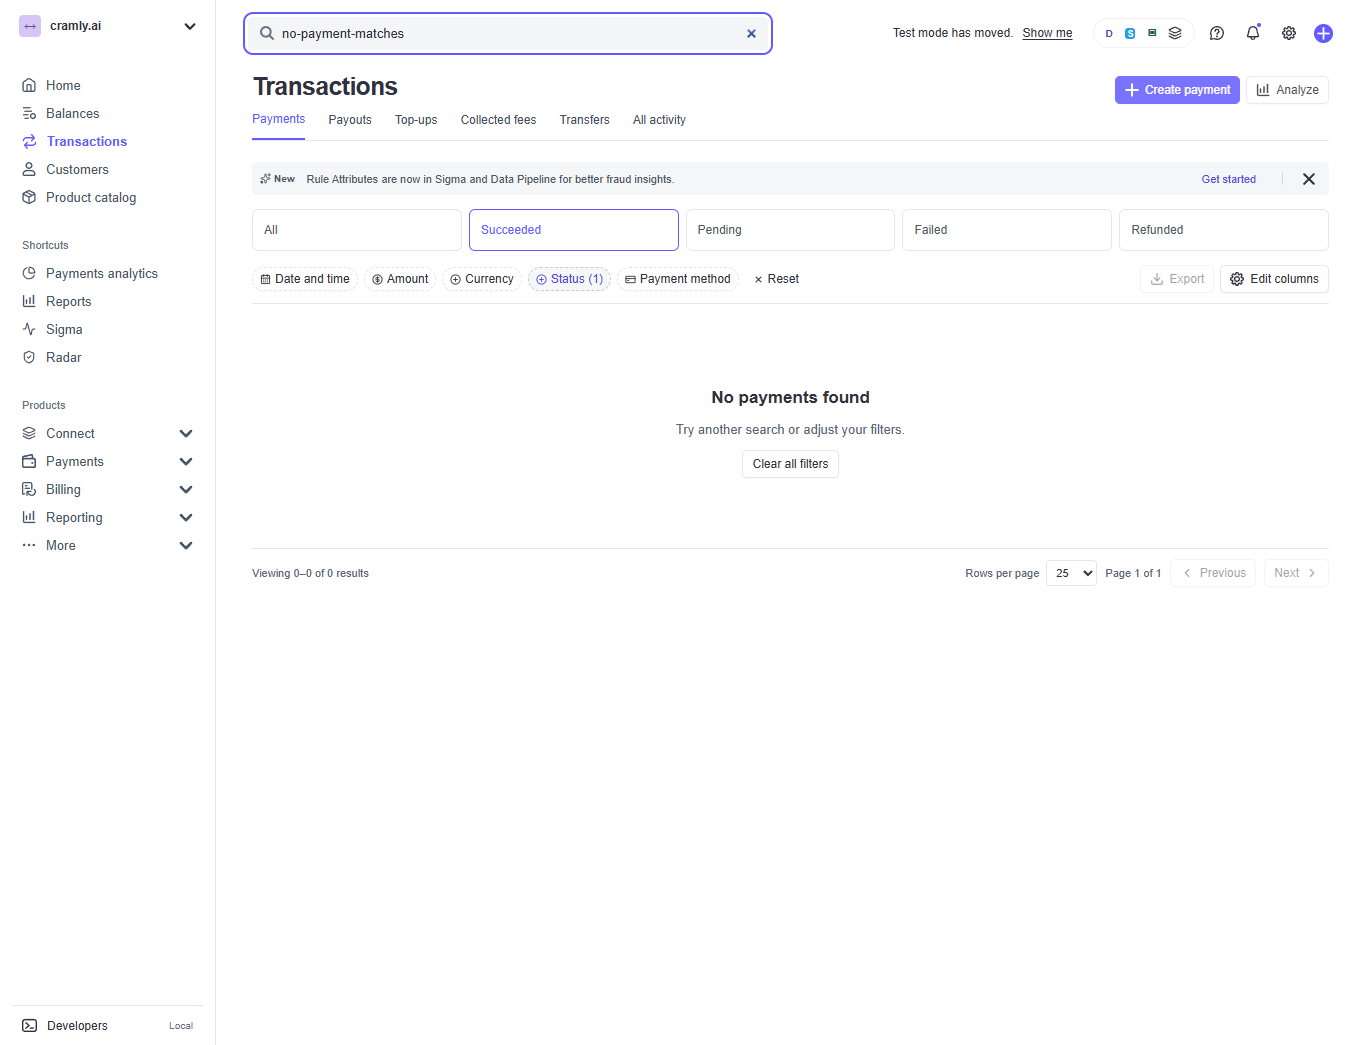 cramly.ai
no-payment-matches
Test mode has moved. Show me
D S
Home
Balances
Transactions
Customers
Product catalog
Shortcuts
Payments analytics
Reports
Sigma
Radar
Products
Connect
Payments
Billing
Reporting
More
Developers Local
Transactions
Create payment
Analyze
Payments Payouts Top-ups Collected fees Transfers All activity
New Rule Attributes are now in Sigma and Data Pipeline for better fraud insights. Get started
All Succeeded Pending Failed Refunded
Date and time Amount Currency Status (1) Payment method Reset Export Edit columns
No payments found
Try another search or adjust your filters.
Clear all filters
Viewing 0–0 of 0 results Rows per page 25 Page 1 of 1 Previous Next